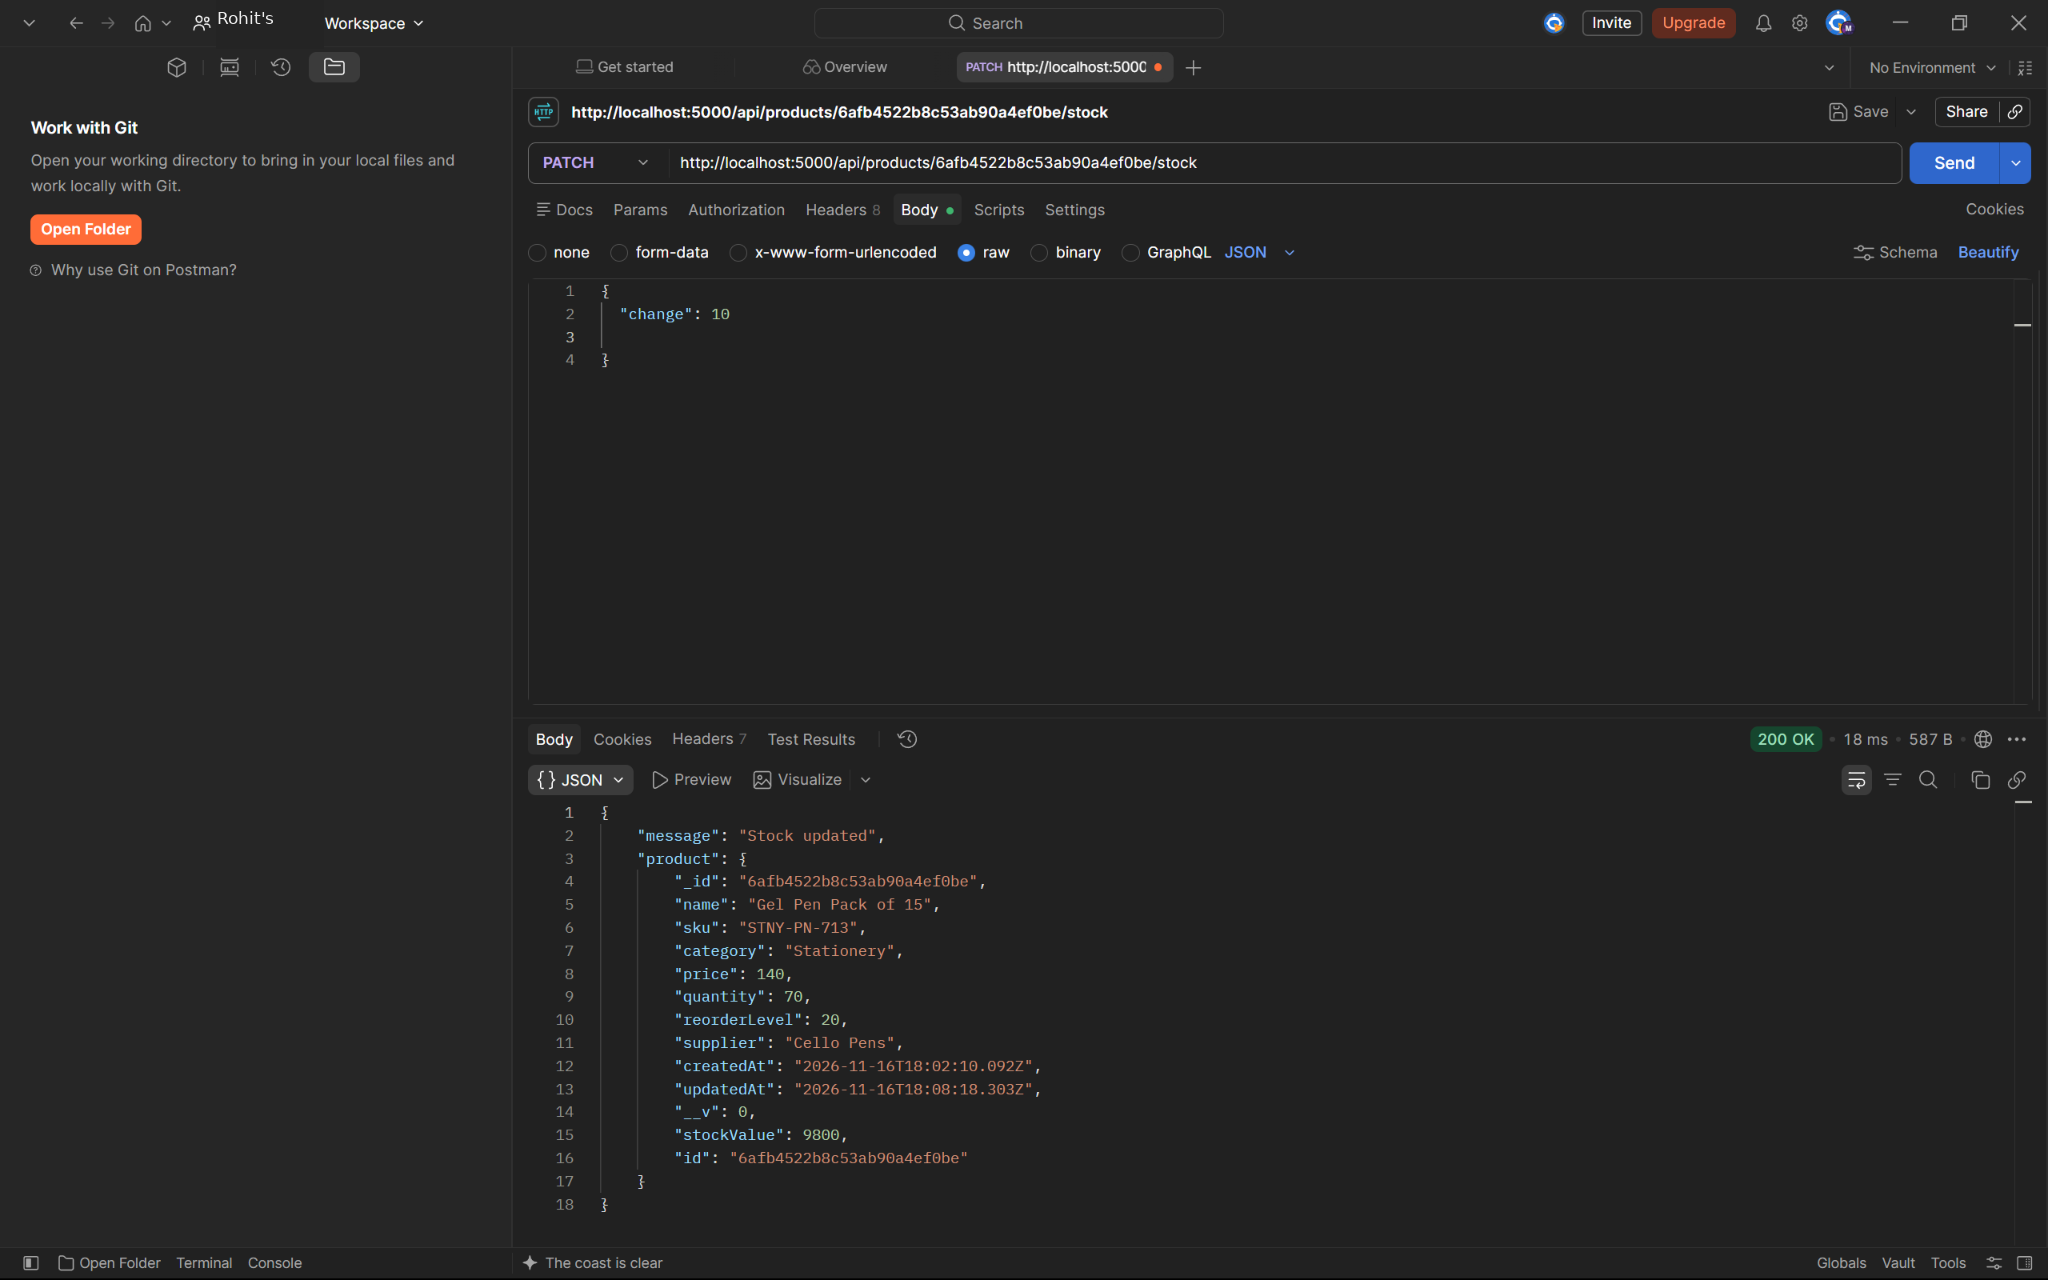 Rohit's Workspace
Search
Invite Upgrade
Get started Overview PATCH http://localhost:5000 No Environment
Work with Git
Open your working directory to bring in your local files and
work locally with Git.
Open Folder
Why use Git on Postman?
HTTP http://localhost:5000/api/products/6afb4522b8c53ab90a4ef0be/stock Save Share
PATCH http://localhost:5000/api/products/6afb4522b8c53ab90a4ef0be/stock Send
Docs Params Authorization Headers 8 Body Scripts Settings Cookies
none form-data x-www-form-urlencoded raw binary GraphQL JSON Schema Beautify
1 {
2 "change": 10
3
4 }
Body Cookies Headers 7 Test Results 200 OK • 18 ms • 587 B
{ } JSON Preview Visualize
1 {
2 "message": "Stock updated",
3 "product": {
4 "_id": "6afb4522b8c53ab90a4ef0be",
5 "name": "Gel Pen Pack of 15",
6 "sku": "STNY-PN-713",
7 "category": "Stationery",
8 "price": 140,
9 "quantity": 70,
10 "reorderLevel": 20,
11 "supplier": "Cello Pens",
12 "createdAt": "2026-11-16T18:02:10.092Z",
13 "updatedAt": "2026-11-16T18:08:18.303Z",
14 "__v": 0,
15 "stockValue": 9800,
16 "id": "6afb4522b8c53ab90a4ef0be"
17 }
18 }
Open Folder Terminal Console The coast is clear Globals Vault Tools